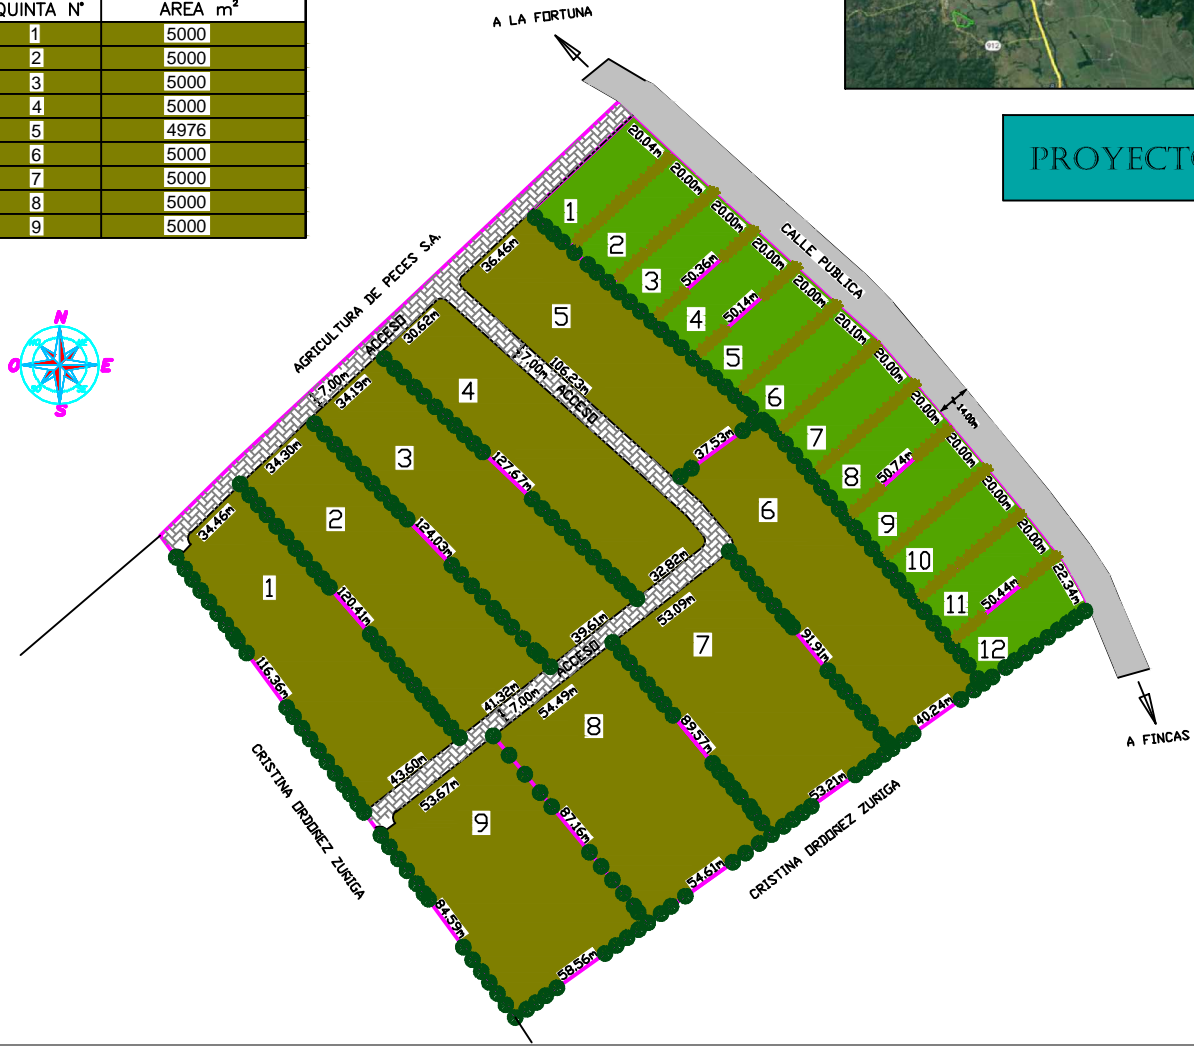 QUINTA N° AREA m²
1 5000
2 5000
3 5000
4 5000
5 4976
6 5000
7 5000
8 5000
9 5000
A LA FORTUNA
912
PROYECTO
N
O E
S
AGRICULTURA DE PECES S.A.
CALLE PUBLICA
20.04m
20.00m
20.00m
20.00m
20.00m
20.10m
20.00m
20.00m
20.00m
20.00m
20.00m
20.00m
22.34m
14.00m
1
2
3
4
5
6
7
8
9
10
11
12
50.36m
50.14m
50.74m
50.44m
ACCESO
7.00m
36.46m
30.62m
34.19m
34.30m
34.46m
7.00m
106.23m
ACCESO
37.53m
5
4
3
2
1
6
7
8
9
127.67m
124.03m
120.41m
116.36m
32.82m
53.09m
39.61m
ACCESO
41.32m
7.00m
54.49m
43.60m
53.67m
91.91m
89.57m
87.16m
84.59m
40.24m
53.21m
54.61m
58.56m
CRISTINA ORDOÑEZ ZUÑIGA
CRISTINA ORDOÑEZ ZUÑIGA
A FINCAS